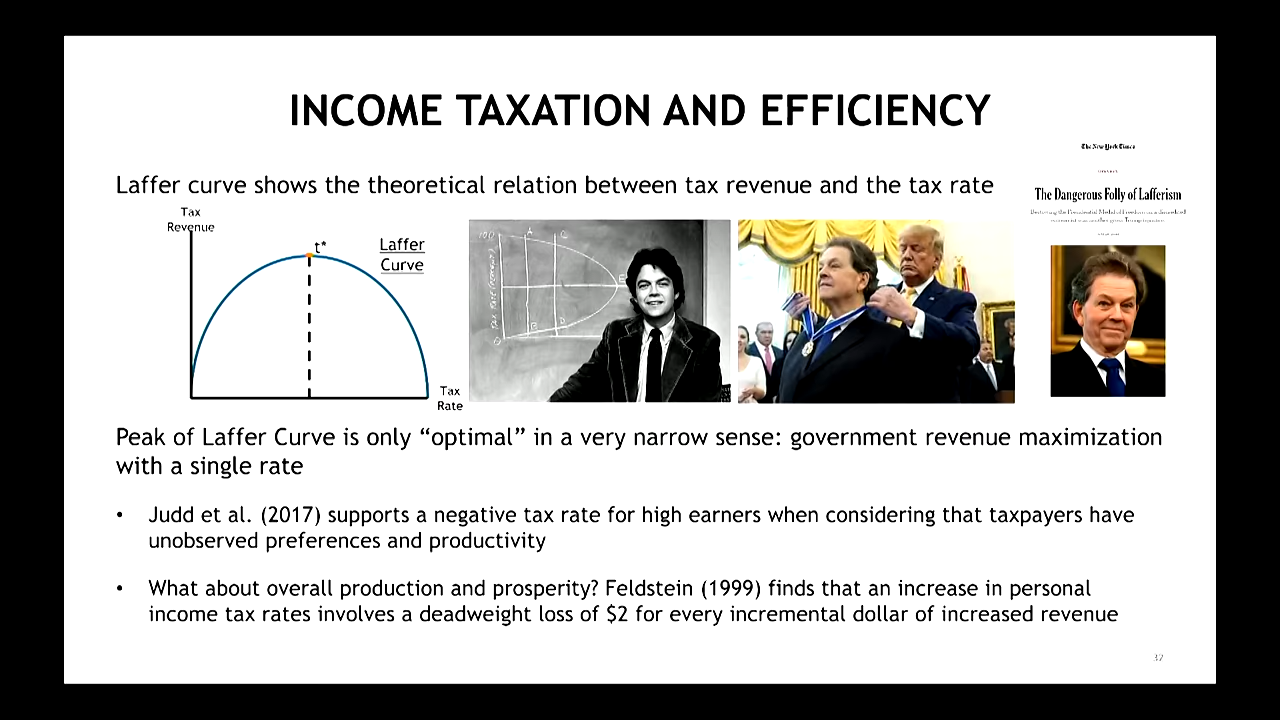 INCOME TAXATION AND EFFICIENCY
The New York Times
Laffer curve shows the theoretical relation between tax revenue and the tax rate
The Dangerous Folly of Lafferism
Tax
Revenue
t*
Laffer
Curve
100
A
C
E
B
D
0
Tax
Rate
Peak of Laffer Curve is only “optimal” in a very narrow sense: government revenue maximization
with a single rate
• Judd et al. (2017) supports a negative tax rate for high earners when considering that taxpayers have
unobserved preferences and productivity
• What about overall production and prosperity? Feldstein (1999) finds that an increase in personal
income tax rates involves a deadweight loss of $2 for every incremental dollar of increased revenue
37